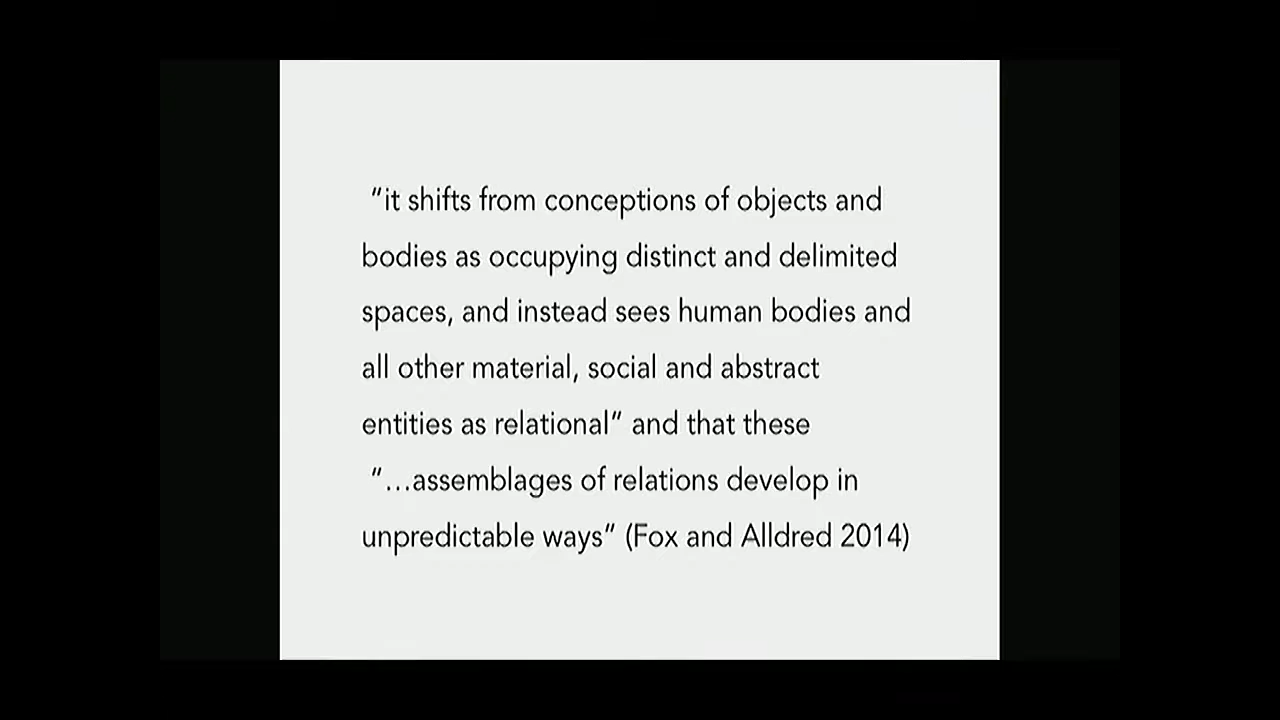 "it shifts from conceptions of objects and
bodies as occupying distinct and delimited
spaces, and instead sees human bodies and
all other material, social and abstract
entities as relational" and that these
"…assemblages of relations develop in
unpredictable ways" (Fox and Alldred 2014)